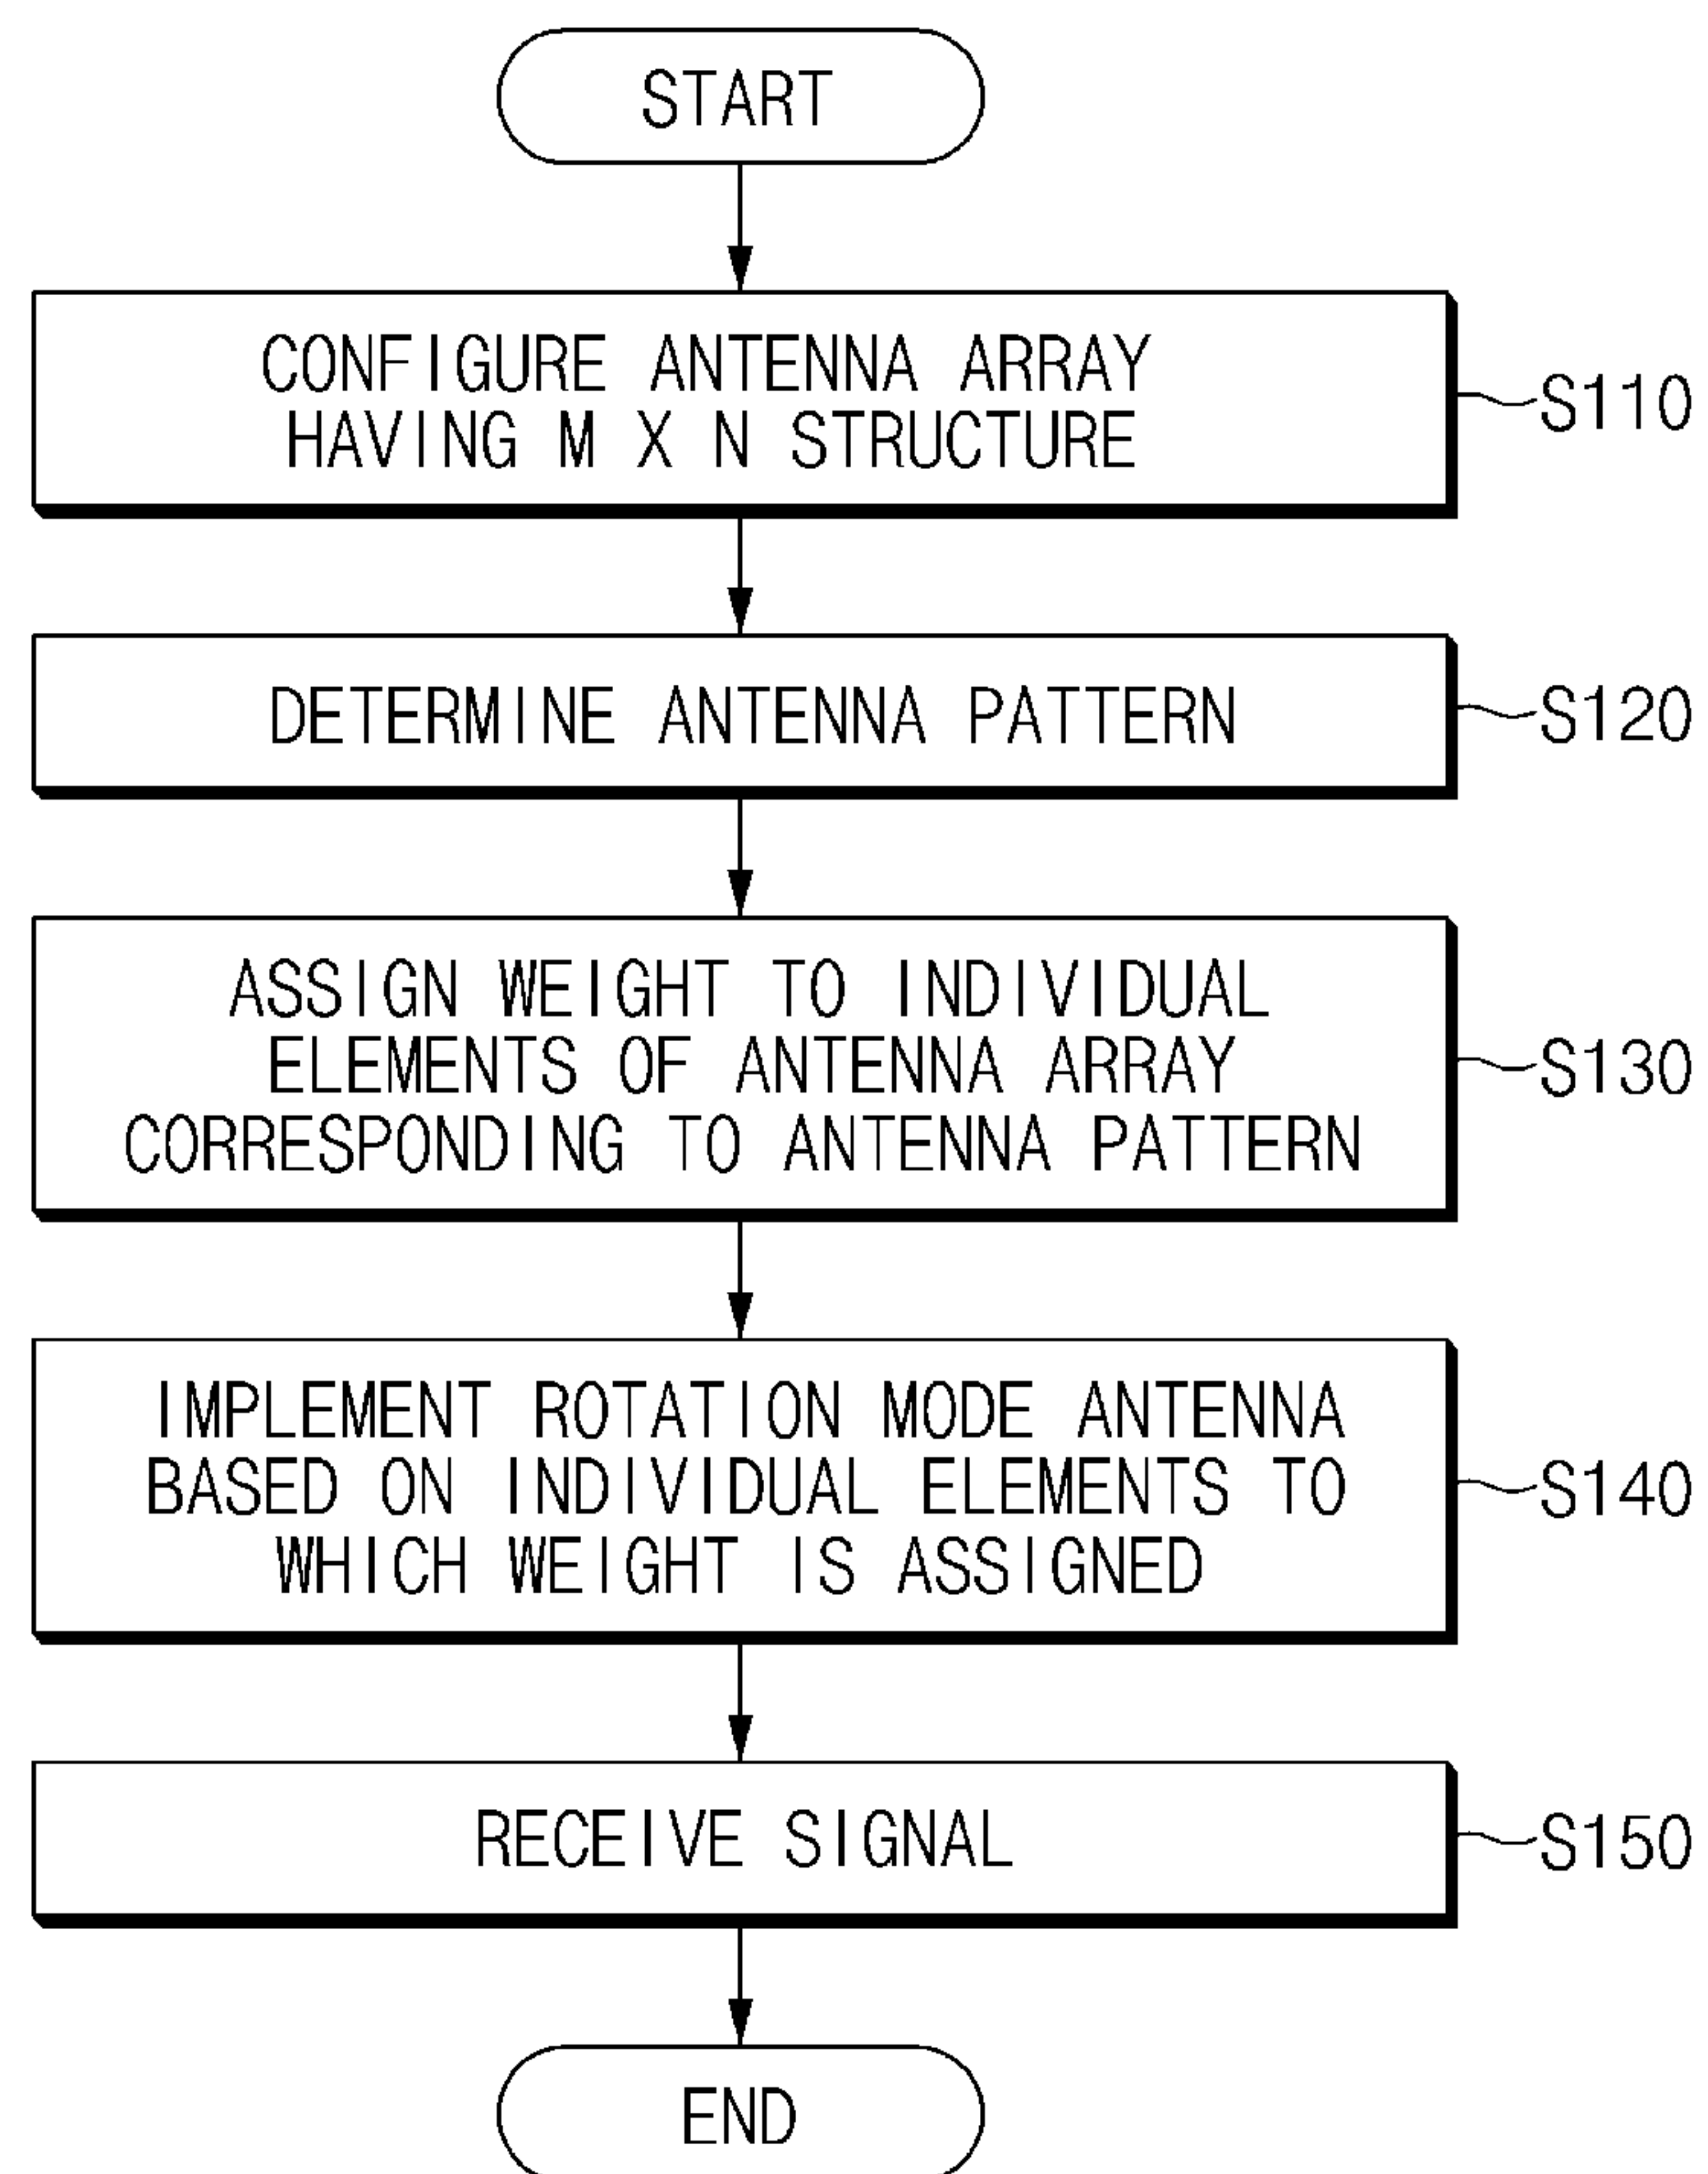 START
CONFIGURE ANTENNA ARRAY
HAVING M X N STRUCTURE
S110
DETERMINE ANTENNA PATTERN
S120
ASSIGN WEIGHT TO INDIVIDUAL
ELEMENTS OF ANTENNA ARRAY
CORRESPONDING TO ANTENNA PATTERN
S130
IMPLEMENT ROTATION MODE ANTENNA
BASED ON INDIVIDUAL ELEMENTS TO
WHICH WEIGHT IS ASSIGNED
S140
RECEIVE SIGNAL
S150
END